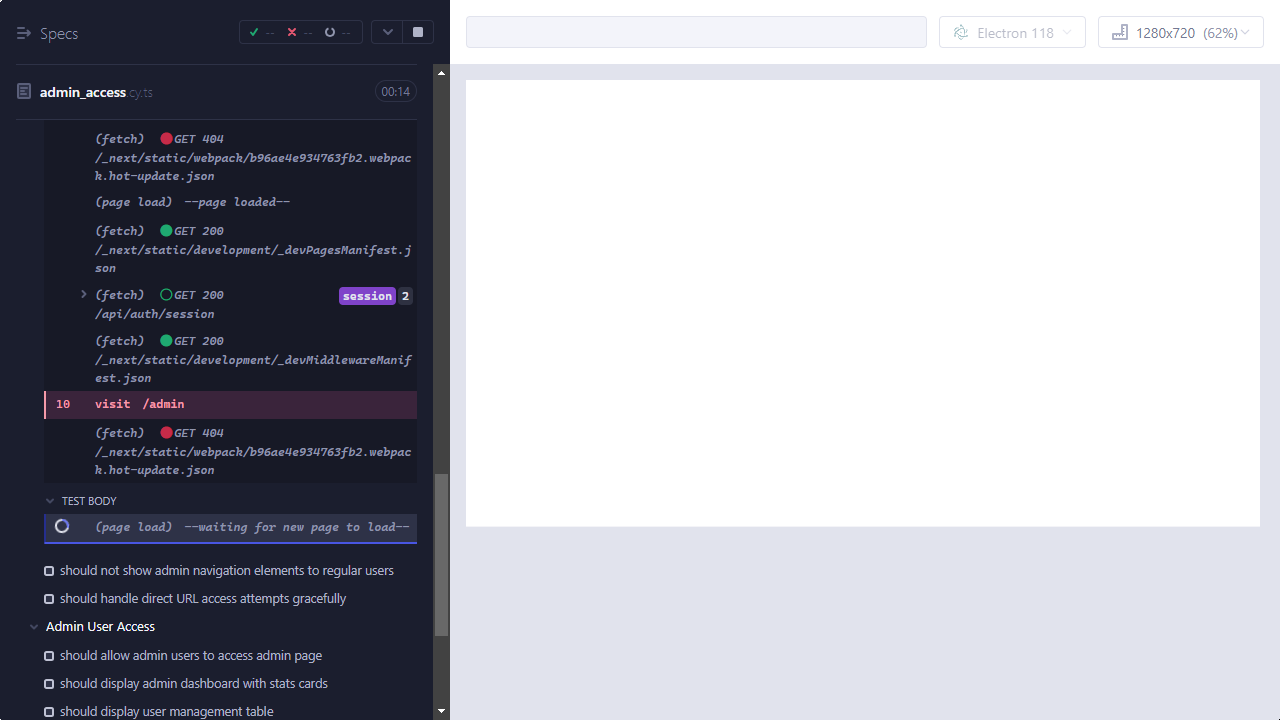 Specs
--
--
--
Electron 118
1280x720 (62%)
admin_access.cy.ts
00:14
(fetch) GET 404
/_next/static/webpack/b96ae4e934763fb2.webpac
k.hot-update.json
(page load) --page loaded--
(fetch) GET 200
/_next/static/development/_devPagesManifest.j
son
(fetch) GET 200 session 2
/api/auth/session
(fetch) GET 200
/_next/static/development/_devMiddlewareManif
est.json
10 visit /admin
(fetch) GET 404
/_next/static/webpack/b96ae4e934763fb2.webpac
k.hot-update.json
TEST BODY
(page load) --waiting for new page to load--
should not show admin navigation elements to regular users
should handle direct URL access attempts gracefully
Admin User Access
should allow admin users to access admin page
should display admin dashboard with stats cards
should display user management table